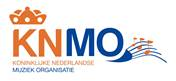 KNMO
KONINKLIJKE NEDERLANDSE
MUZIEK ORGANISATIE